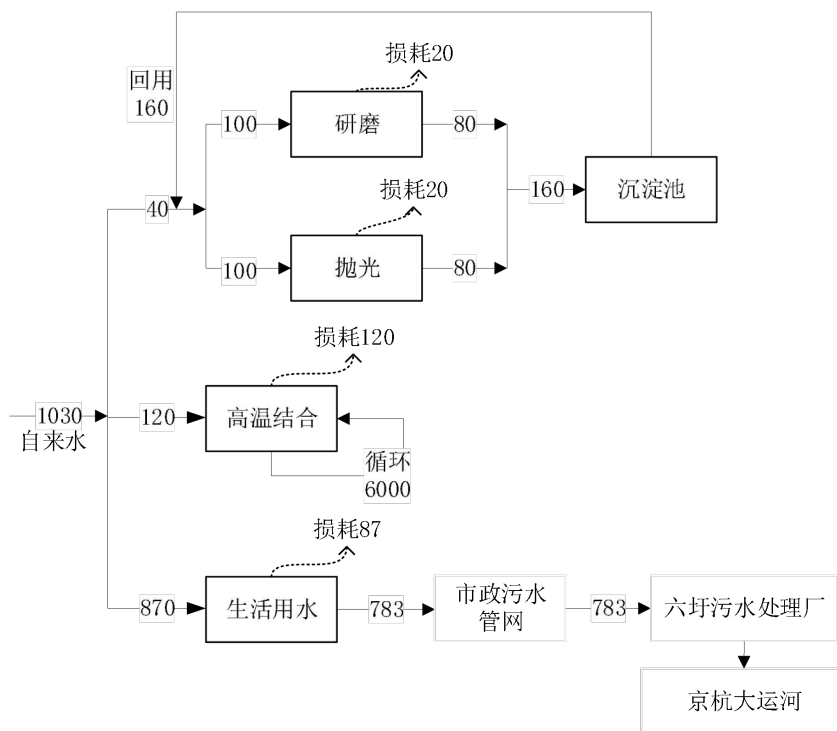 损耗20
回用
160
100
研磨
80
40
160
沉淀池
损耗20
100
抛光
80
损耗120
1030
自来水
120
高温结合
循环
6000
损耗87
870
生活用水
783
市政污水
管网
783
六圩污水处理厂
京杭大运河